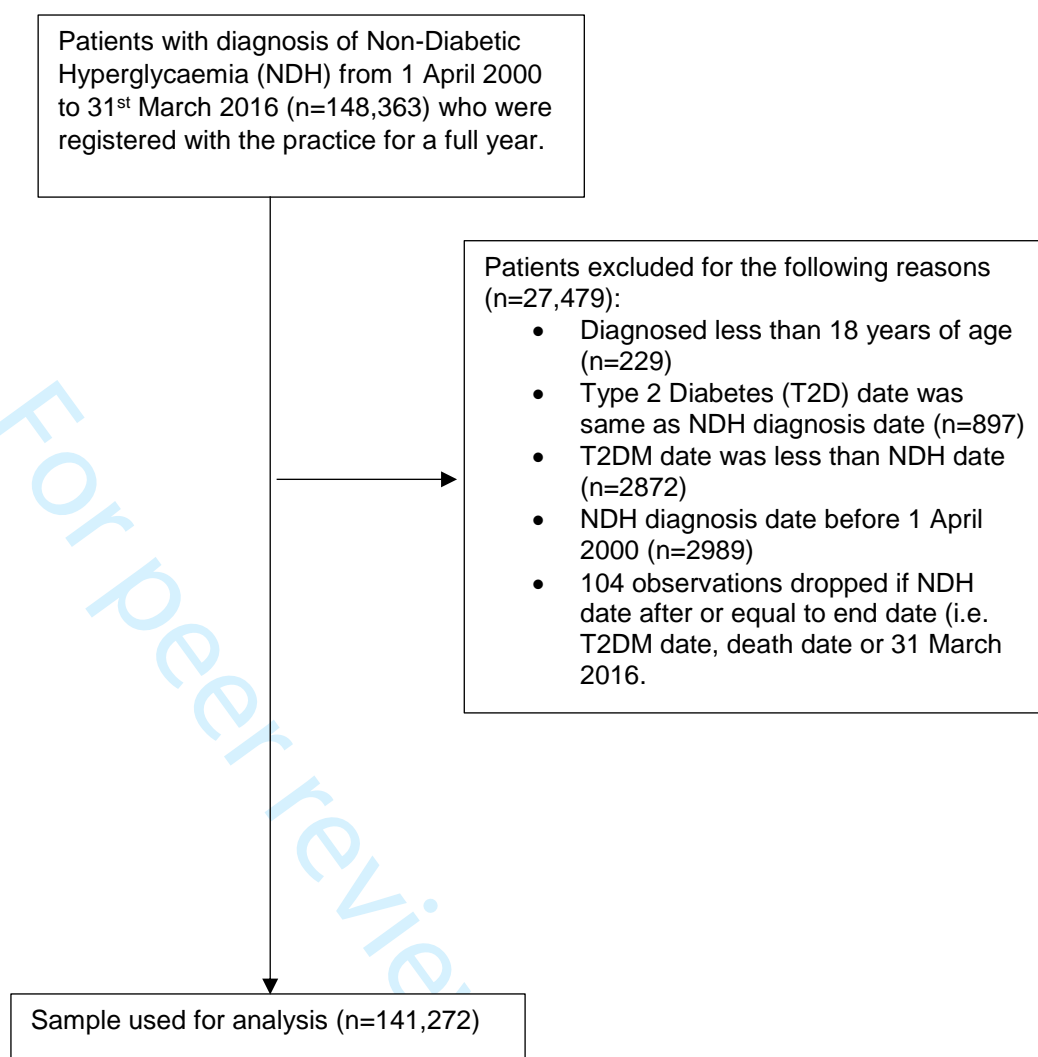 Patients with diagnosis of Non-Diabetic
Hyperglycaemia (NDH) from 1 April 2000
to 31st March 2016 (n=148,363) who were
registered with the practice for a full year.
Patients excluded for the following reasons
(n=27,479):
• Diagnosed less than 18 years of age
(n=229)
• Type 2 Diabetes (T2D) date was
same as NDH diagnosis date (n=897)
• T2DM date was less than NDH date
(n=2872)
• NDH diagnosis date before 1 April
2000 (n=2989)
• 104 observations dropped if NDH
date after or equal to end date (i.e.
T2DM date, death date or 31 March
2016.
For peer review
Sample used for analysis (n=141,272)